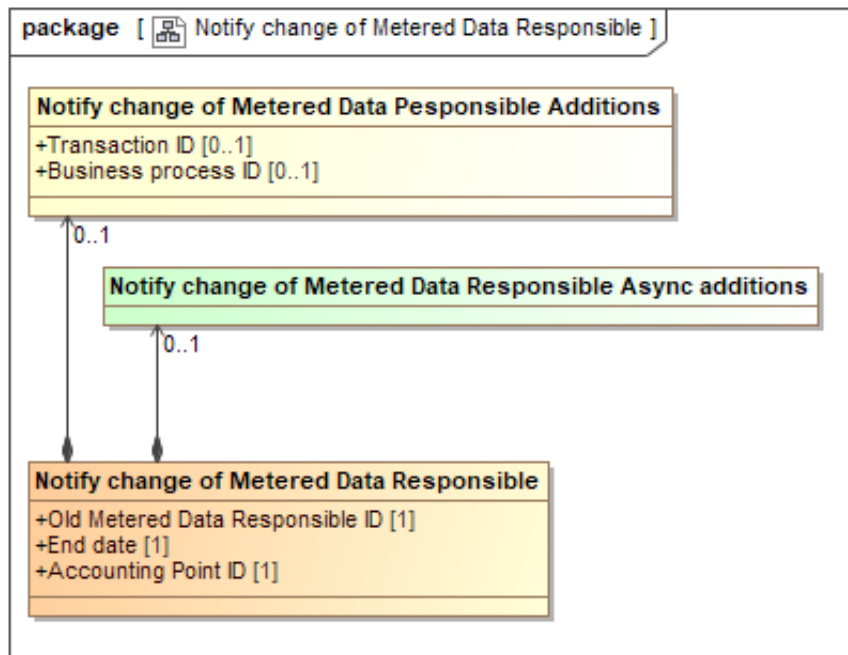 package [ Notify change of Metered Data Responsible ]
Notify change of Metered Data Pesponsible Additions
+Transaction ID [0..1]
+Business process ID [0..1]
0..1
Notify change of Metered Data Responsible Async additions
0..1
Notify change of Metered Data Responsible
+Old Metered Data Responsible ID [1]
+End date [1]
+Accounting Point ID [1]